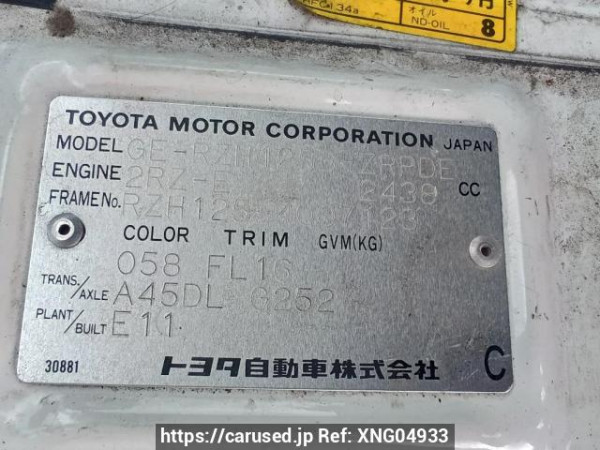 8
オイル
ND-OIL
TOYOTA MOTOR CORPORATION JAPAN
MODEL
ENGINE 2438 CC
FRAME No.
COLOR TRIM GVM(KG)
058 FL16
TRANS./AXLE A45DL G252
PLANT/BUILT E11
30881 トヨタ自動車株式会社 C
https://carused.jp Ref: XNG04933